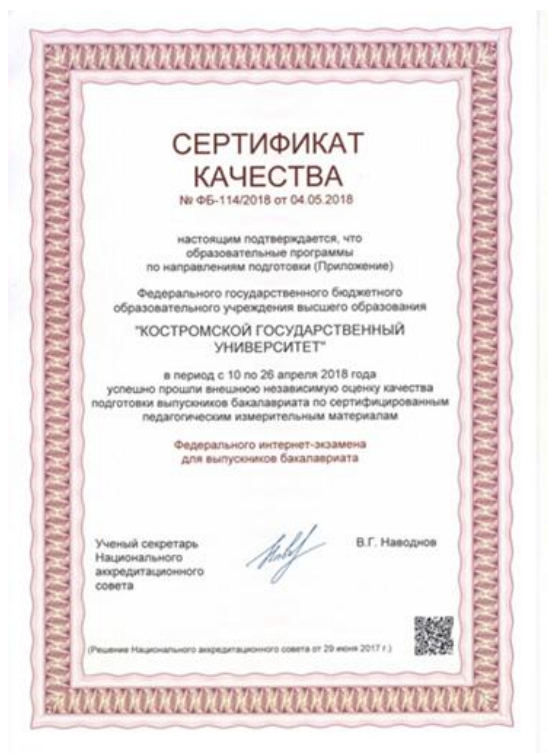 СЕРТИФИКАТ
КАЧЕСТВА
№ ФБ-114/2018 от 04.05.2018
настоящим подтверждается, что
образовательные программы
по направлениям подготовки (Приложение)
Федерального государственного бюджетного
образовательного учреждения высшего образования
"КОСТРОМСКОЙ ГОСУДАРСТВЕННЫЙ
УНИВЕРСИТЕТ"
в период с 10 по 26 апреля 2018 года
успешно прошли внешнюю независимую оценку качества
подготовки выпускников бакалавриата по сертифицированным
педагогическим измерительным материалам
Федерального интернет-экзамена
для выпускников бакалавриата
Ученый секретарь
Национального
аккредитационного
совета
В.Г. Наводнов
(Решение Национального аккредитационного совета от 29 июня 2017 г.)